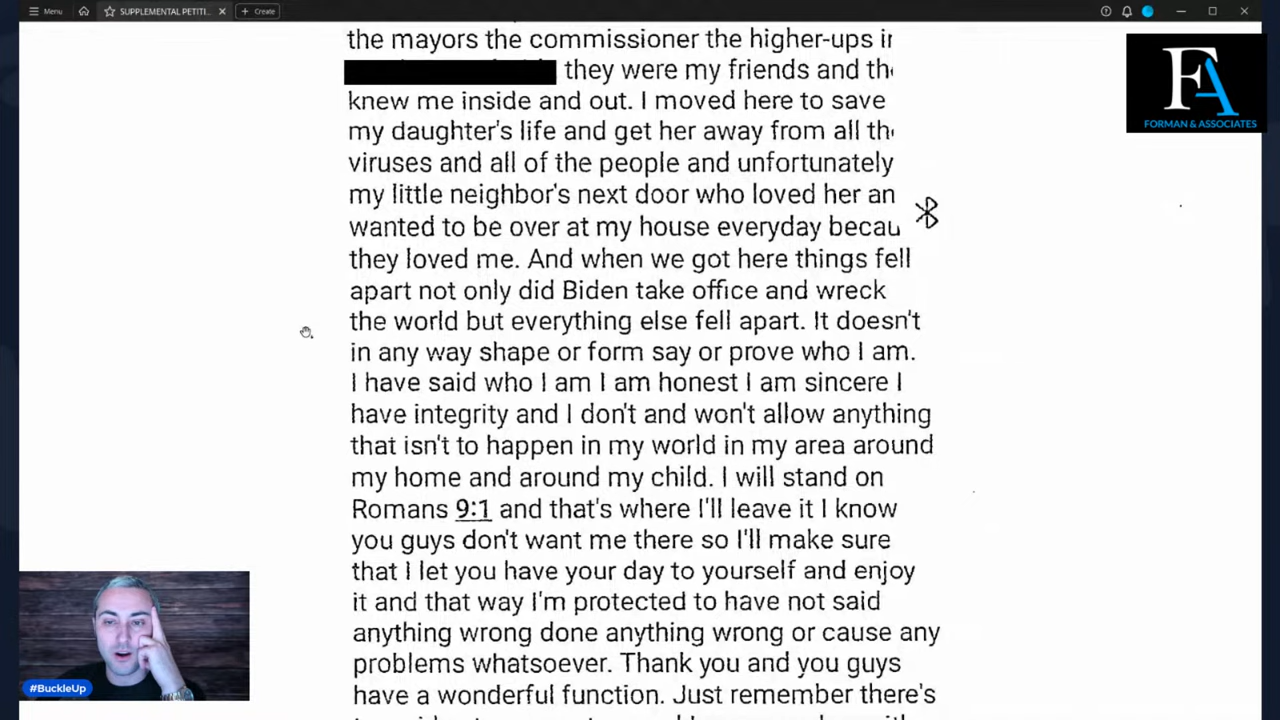 Menu
SUPPLEMENTAL PETITI...
Create
the mayors the commissioner the higher-ups
they were my friends and
knew me inside and out. I moved here to save
my daughter's life and get her away from all
viruses and all of the people and unfortunately
my little neighbor's next door who loved her an
wanted to be over at my house everyday becau
they loved me. And when we got here things fell
apart not only did Biden take office and wreck
the world but everything else fell apart. It doesn't
in any way shape or form say or prove who I am.
I have said who I am I am honest I am sincere I
have integrity and I don't and won't allow anything
that isn't to happen in my world in my area around
my home and around my child. I will stand on
Romans 9:1 and that's where I'll leave it I know
you guys don't want me there so I'll make sure
that I let you have your day to yourself and enjoy
it and that way I'm protected to have not said
anything wrong done anything wrong or cause any
problems whatsoever. Thank you and you guys
have a wonderful function. Just remember there's
FA
FORMAN & ASSOCIATES
#BuckleUp